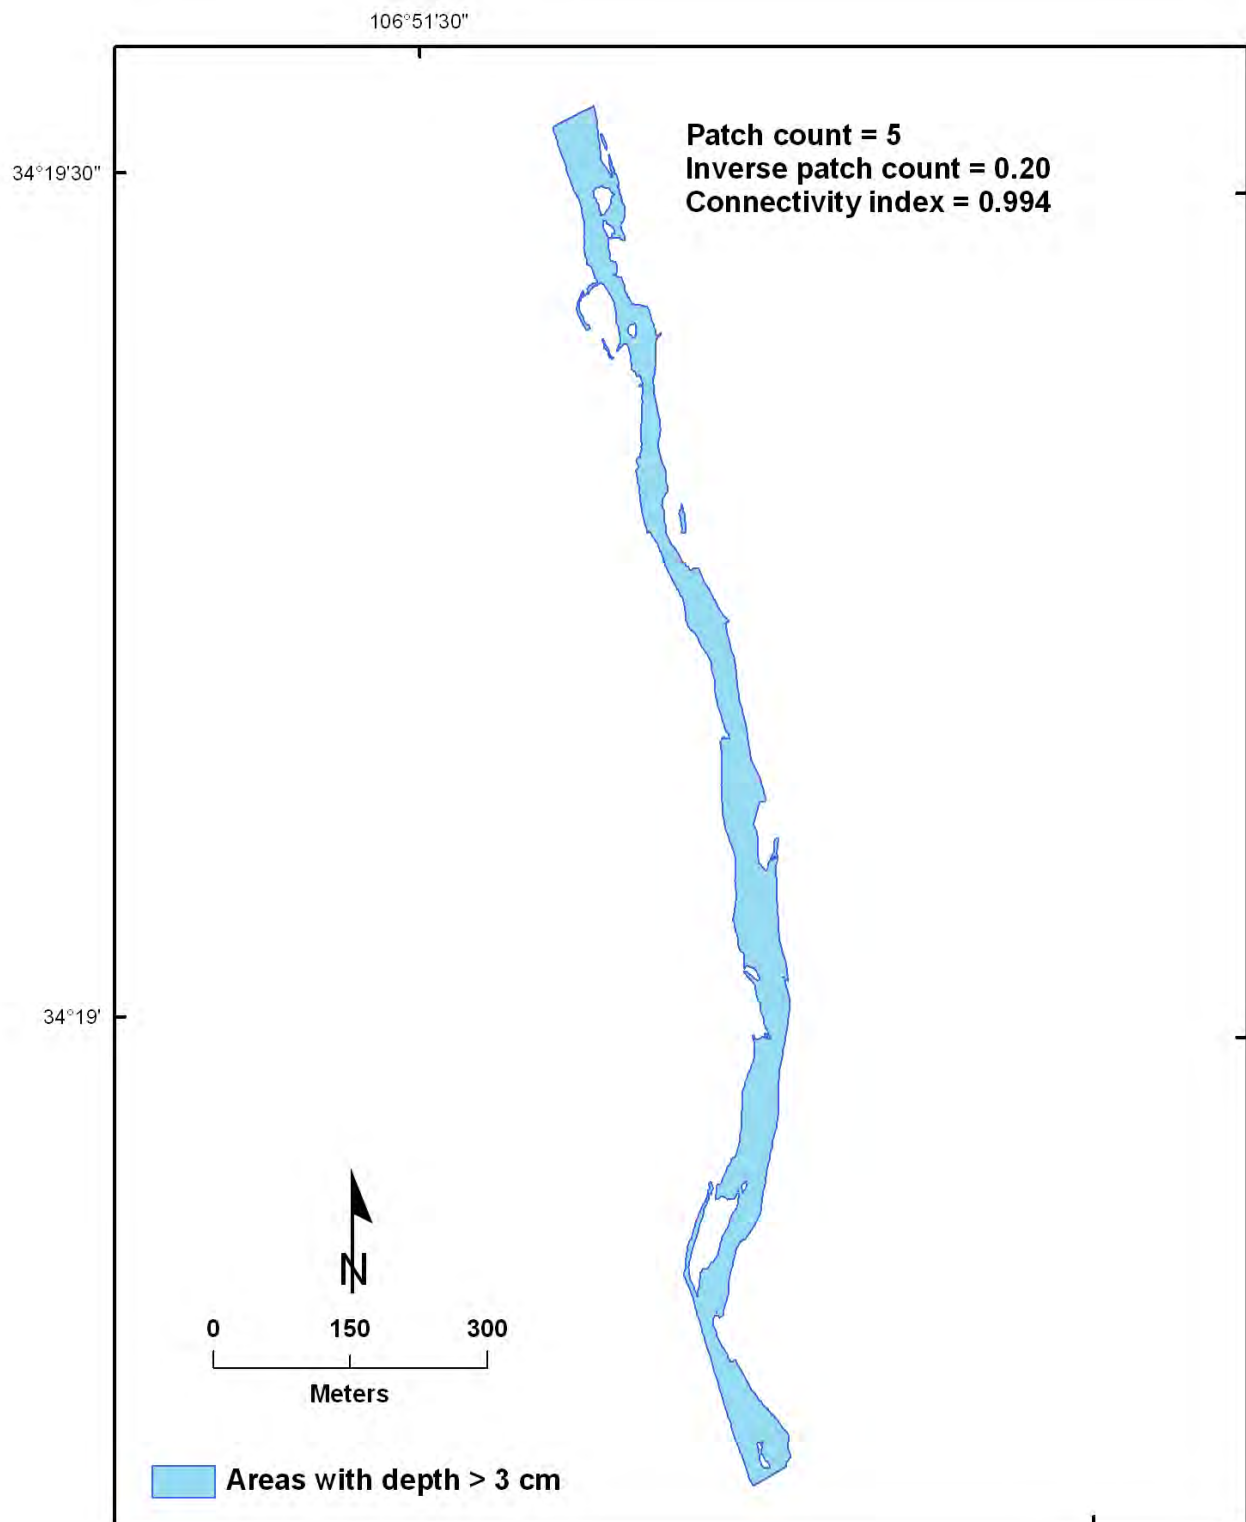 106°51'30"
34°19'30"
Patch count = 5
Inverse patch count = 0.20
Connectivity index = 0.994
34°19'
N
0 150 300
Meters
Areas with depth > 3 cm